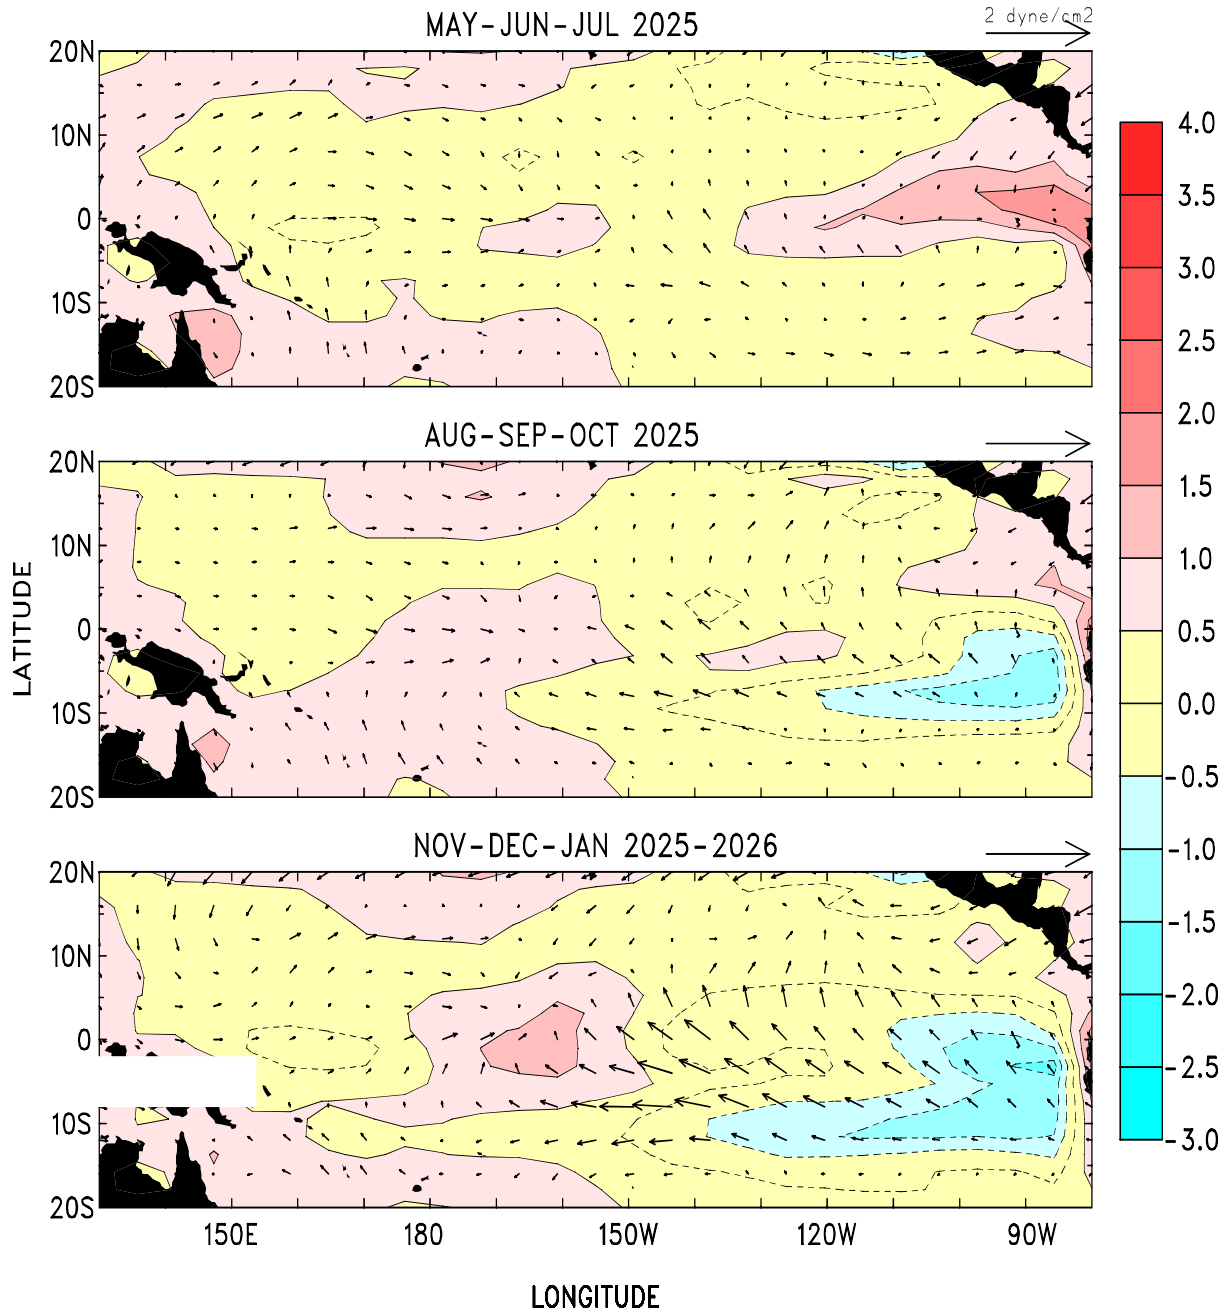 MAY-JUN-JUL 2025
2 dyne/cm2
20N
10N
0
10S
20S
AUG-SEP-OCT 2025
20N
10N
0
10S
20S
LATITUDE
NOV-DEC-JAN 2025-2026
20N
10N
0
10S
20S
150E
180
150W
120W
90W
LONGITUDE
4.0
3.5
3.0
2.5
2.0
1.5
1.0
0.5
0.0
-0.5
-1.0
-1.5
-2.0
-2.5
-3.0